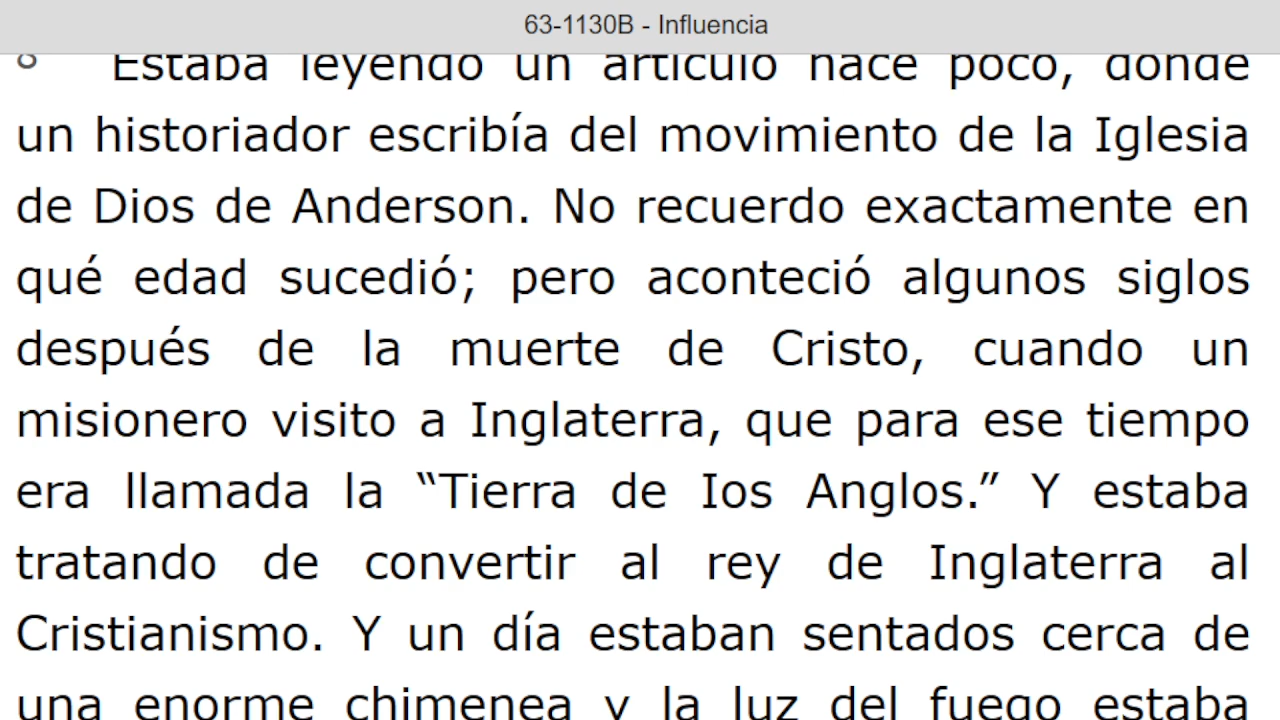 63-1130B - Influencia
Estaba leyendo un artículo hace poco, donde
un historiador escribía del movimiento de la Iglesia
de Dios de Anderson. No recuerdo exactamente en
qué edad sucedió; pero aconteció algunos siglos
después de la muerte de Cristo, cuando un
misionero visito a Inglaterra, que para ese tiempo
era llamada la “Tierra de Ios Anglos.” Y estaba
tratando de convertir al rey de Inglaterra al
Cristianismo. Y un día estaban sentados cerca de
una enorme chimenea y la luz del fuego estaba